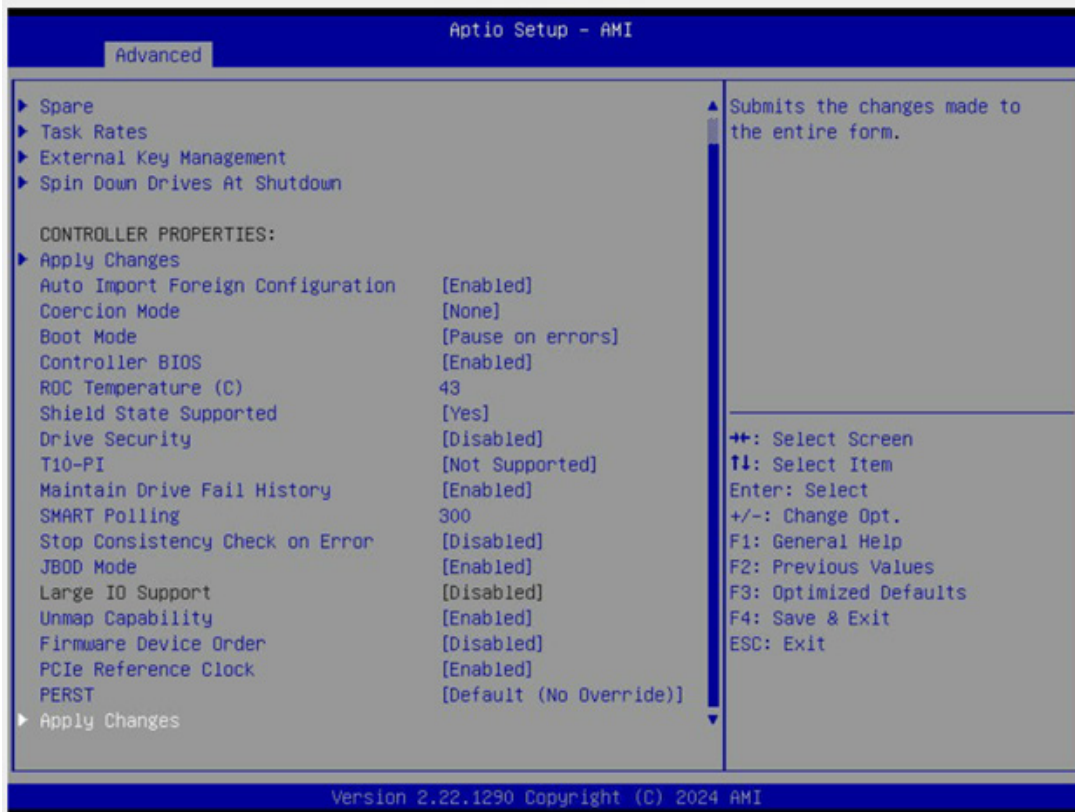 Aptio Setup - AMI
Advanced
Spare
Task Rates
External Key Management
Spin Down Drives At Shutdown
CONTROLLER PROPERTIES:
Apply Changes
Auto Import Foreign Configuration [Enabled]
Coercion Mode [None]
Boot Mode [Pause on errors]
Controller BIOS [Enabled]
ROC Temperature (C) 43
Shield State Supported [Yes]
Drive Security [Disabled]
T10-PI [Not Supported]
Maintain Drive Fail History [Enabled]
SMART Polling 300
Stop Consistency Check on Error [Disabled]
JBOD Mode [Enabled]
Large IO Support [Disabled]
Unmap Capability [Enabled]
Firmware Device Order [Disabled]
PCIe Reference Clock [Enabled]
PERST [Default (No Override)]
Apply Changes
Submits the changes made to
the entire form.
→←: Select Screen
↑↓: Select Item
Enter: Select
+/-: Change Opt.
F1: General Help
F2: Previous Values
F3: Optimized Defaults
F4: Save & Exit
ESC: Exit
Version 2.22.1290 Copyright (C) 2024 AMI